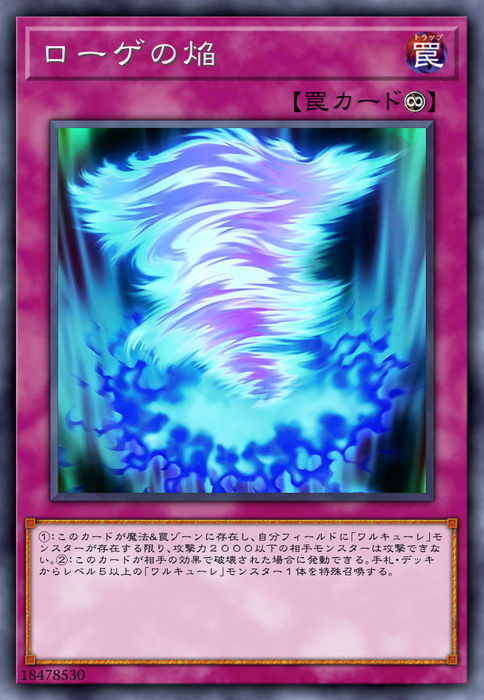 ローゲの焔
トラップ
罠
【罠カード】
①:このカードが魔法&罠ゾーンに存在し、自分フィールドに「ワルキューレ」モ
ンスターが存在する限り、攻撃力2000以下の相手モンスターは攻撃できな
い。②:このカードが相手の効果で破壊された場合に発動できる。手札・デッキ
からレベル5以上の「ワルキューレ」モンスター1体を特殊召喚する。
18478530